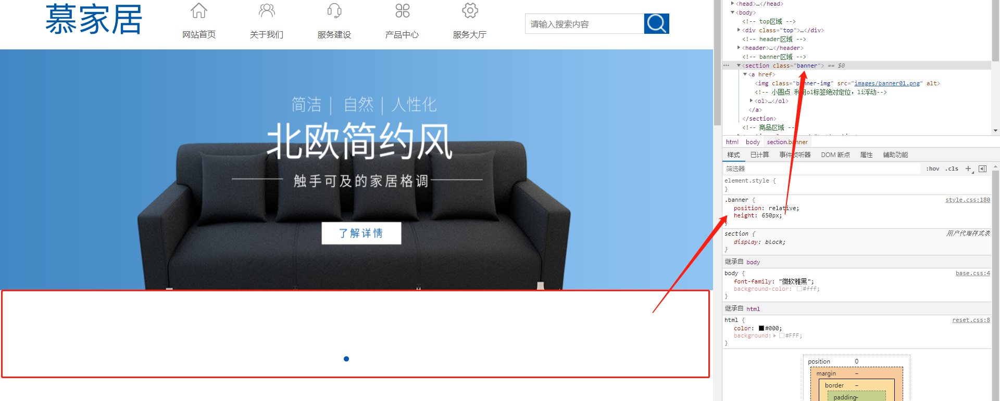 慕家居
网站首页
关于我们
服务建设
产品中心
服务大厅
请输入搜索内容
简洁 | 自然 | 人性化
北欧简约风
触手可及的家居格调
了解详情
<head>…</head>
<body>
<!-- top区域 -->
<div class="top">…</div>
<!-- header区域 -->
<header>…</header>
<!-- banner区域 -->
<section class="banner"> == $0
<a href>
<img class="banner-img" src="images/banner01.png" alt>
<!-- 小圆点 利用ol标签绝对定位，li浮动-->
<ol>…</ol>
</a>
</section>
<!-- 商品区域 --
html body section.banner
样式 已计算 事件侦听器 DOM 断点 属性 辅助功能
筛选器 :hov .cls +
element.style {
}
.banner { style.css:180
position: relative;
height: 650px;
}
section { 用户代理样式表
display: block;
}
继承自 body
body { base.css:4
font-family: "微软雅黑";
background-color: #fff;
}
继承自 html
html { reset.css:8
color: #000;
background: #FFF;
}
position 0
margin –
border –
padding–